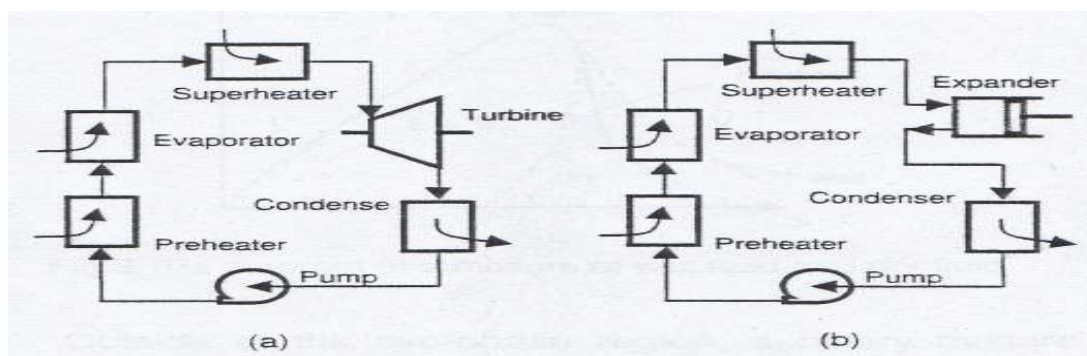 Superheater
Turbine
Evaporator
Condense
Preheater
Pump
(a)
Superheater
Expander
Evaporator
Condenser
Preheater
Pump
(b)